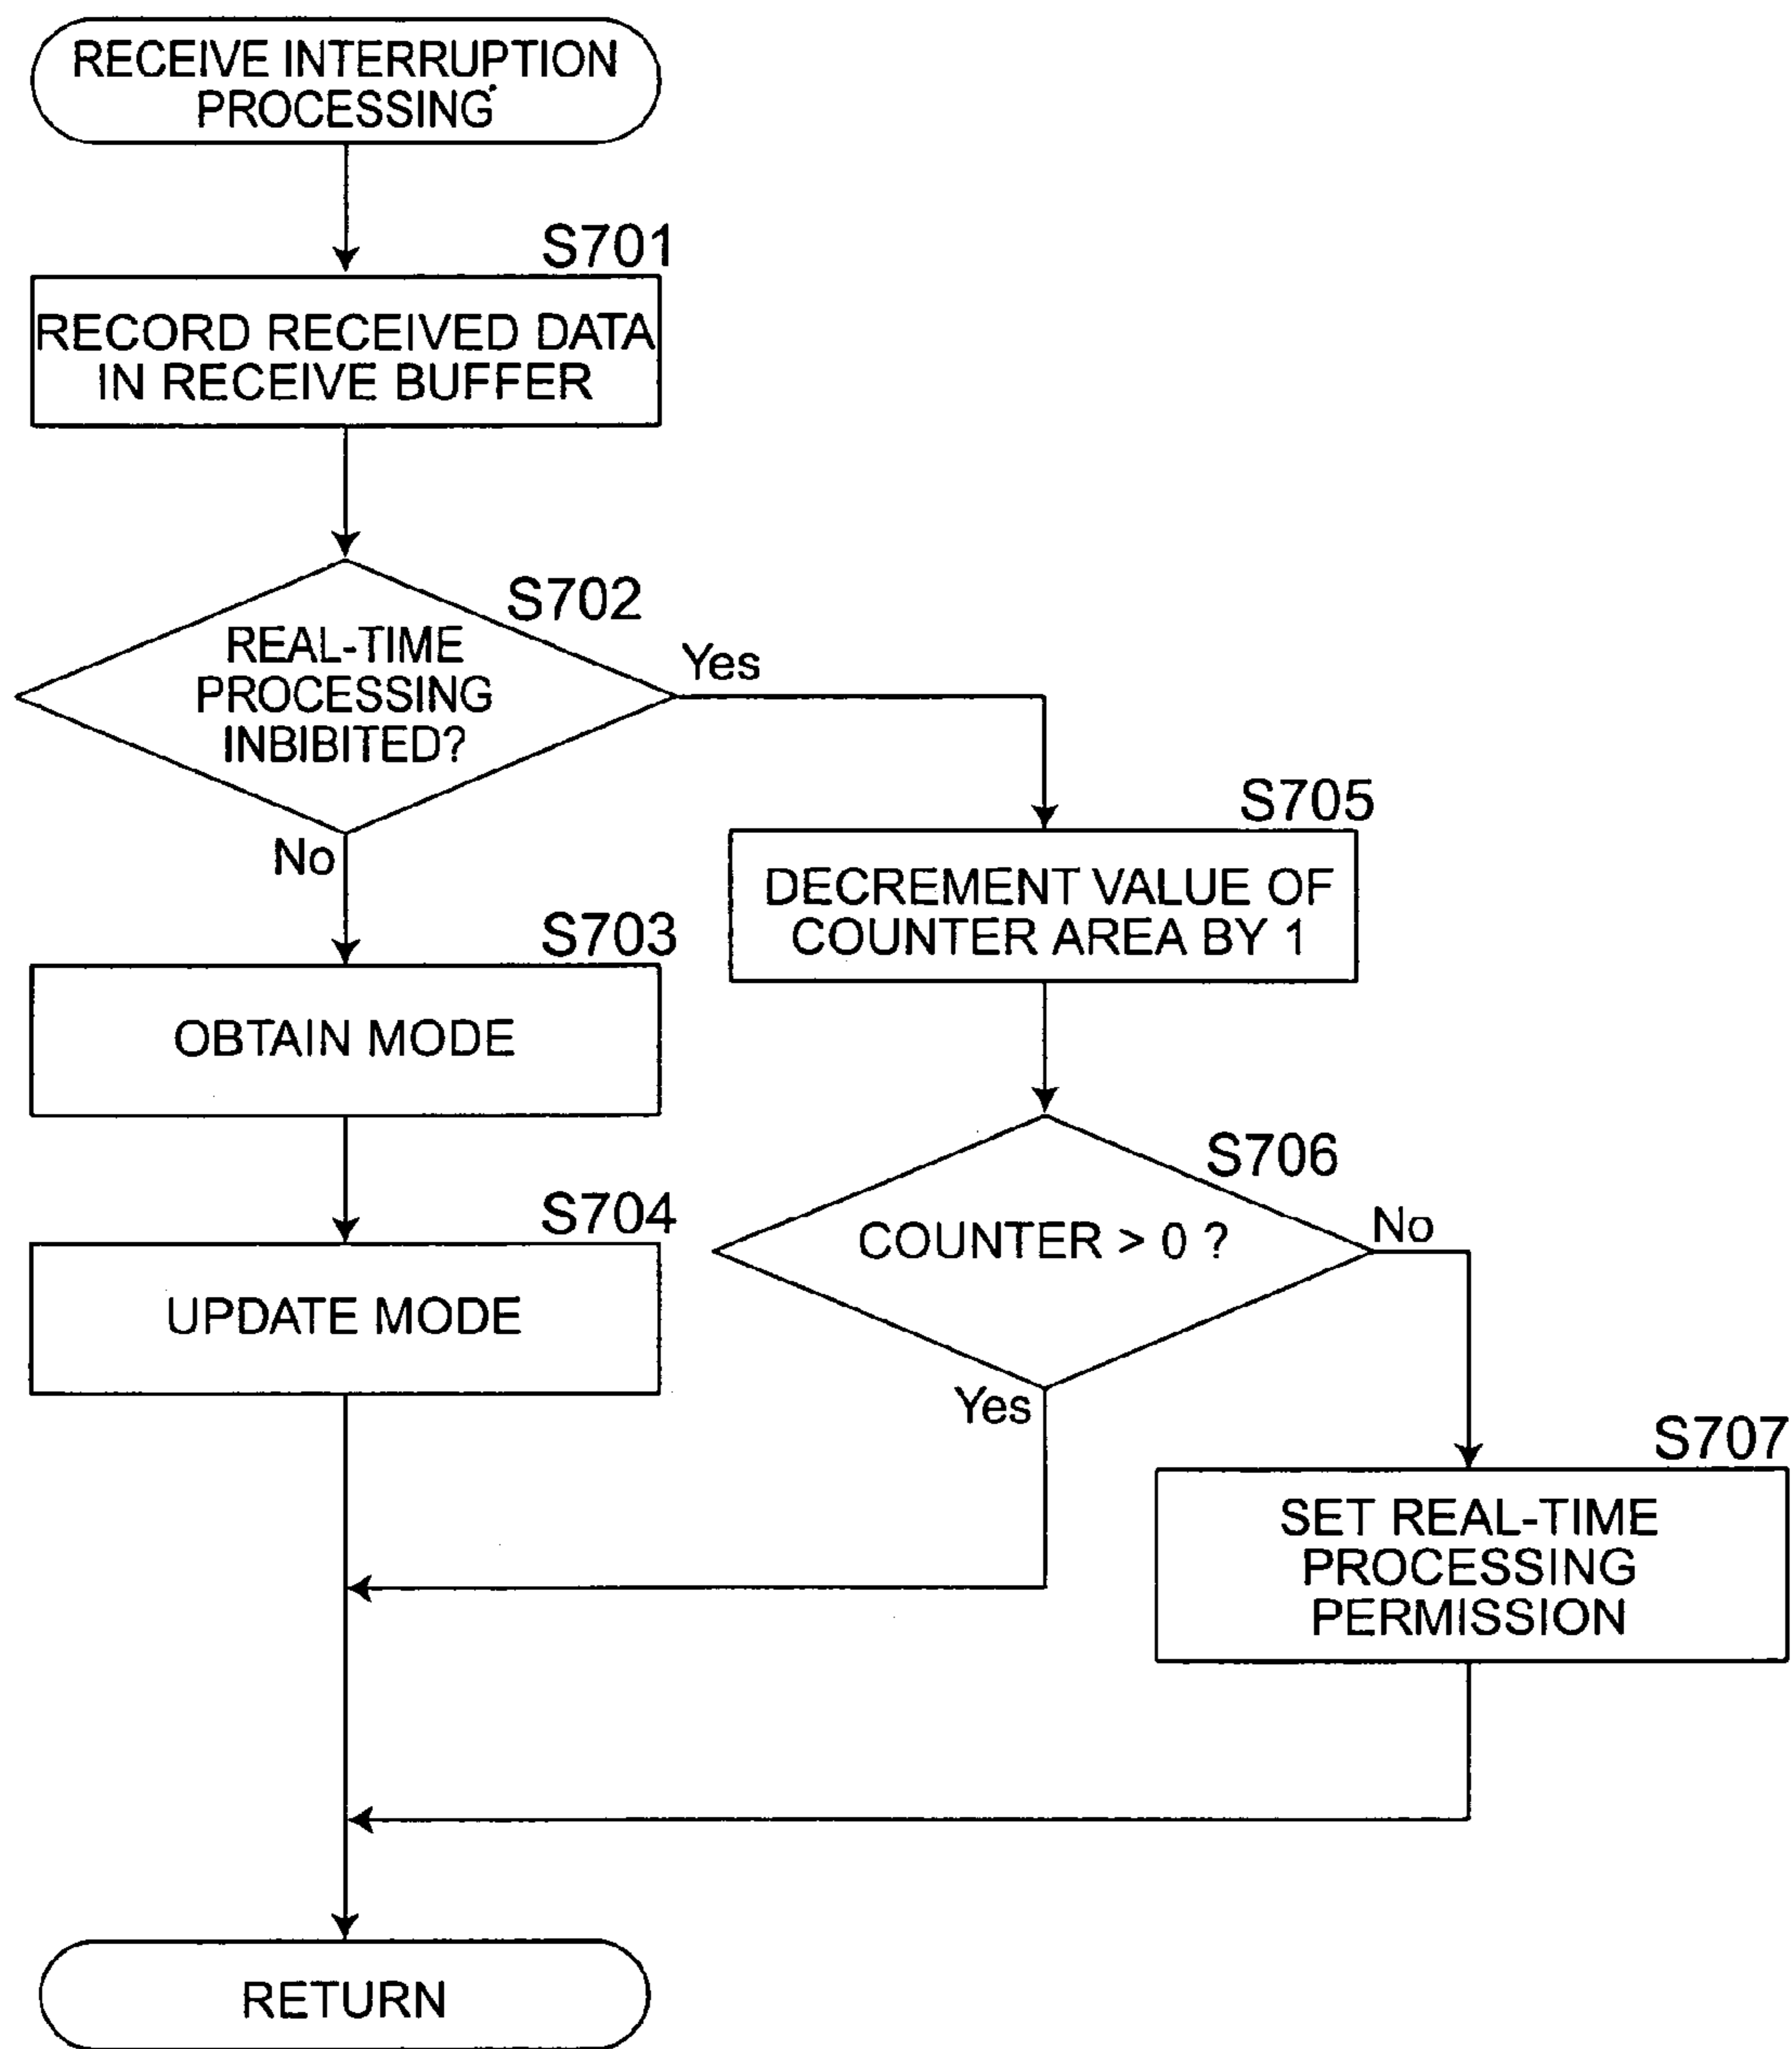 RECEIVE INTERRUPTION
PROCESSING
S701
RECORD RECEIVED DATA
IN RECEIVE BUFFER
S702
REAL-TIME
PROCESSING
INBIBITED?
Yes
No
S703
OBTAIN MODE
S704
UPDATE MODE
S705
DECREMENT VALUE OF
COUNTER AREA BY 1
S706
COUNTER > 0 ?
No
Yes
S707
SET REAL-TIME
PROCESSING
PERMISSION
RETURN